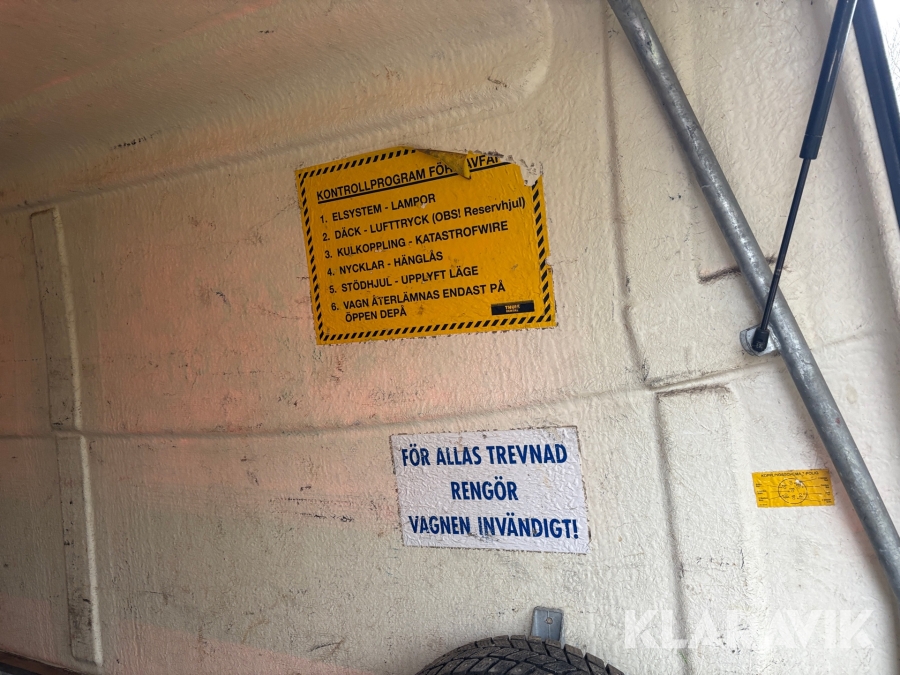 KONTROLLPROGRAM FÖR
1. ELSYSTEM - LAMPOR
2. DÄCK - LUFTTRYCK (OBS! Reservhjul)
3. KULKOPPLING - KATASTROFWIRE
4. NYCKLAR - HÄNGLÅS
5. STÖDHJUL - UPPLYFT LÄGE
6. VAGN ÅTERLÄMNAS ENDAST PÅ
ÖPPEN DEPÅ
FÖR ALLAS TREVNAD
RENGÖR
VAGNEN INVÄNDIGT!
KLARAVIK